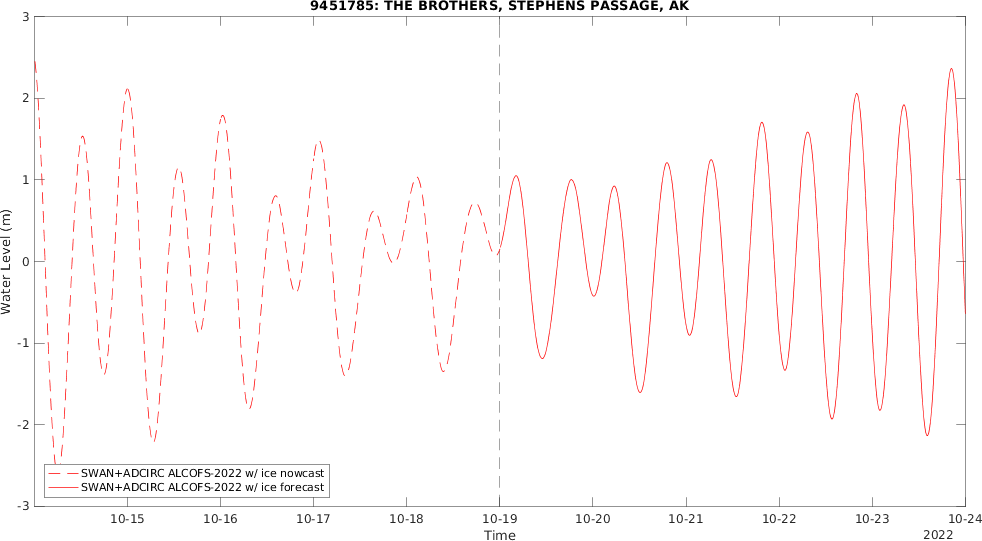 9451785: THE BROTHERS, STEPHENS PASSAGE, AK
3
2
1
0
-1
-2
-3
Water Level (m)
SWAN+ADCIRC ALCOFS-2022 w/ ice nowcast
SWAN+ADCIRC ALCOFS-2022 w/ ice forecast
10-15 10-16 10-17 10-18 10-19 10-20 10-21 10-22 10-23 10-24
Time
2022